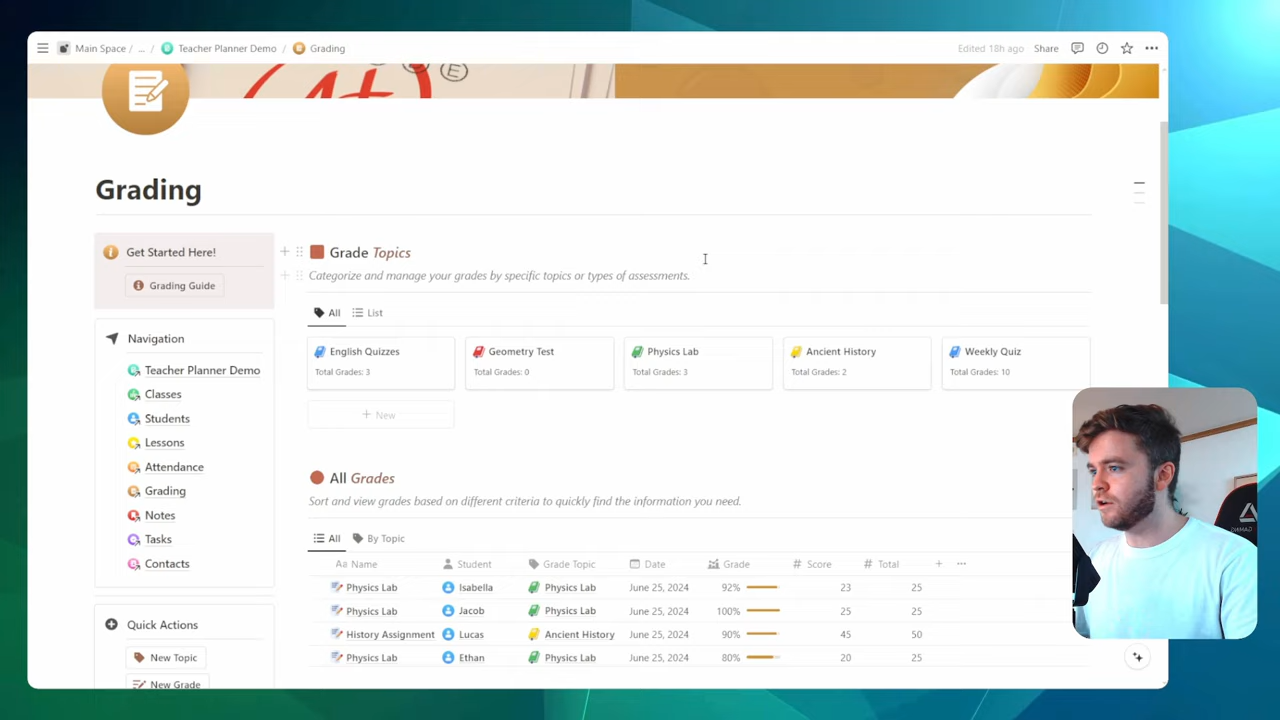 Main Space / ... / Teacher Planner Demo / Grading
Edited 18h ago Share
Grading
Get Started Here!
Grading Guide
Navigation
Teacher Planner Demo
Classes
Students
Lessons
Attendance
Grading
Notes
Tasks
Contacts
Quick Actions
New Topic
New Grade
Grade Topics
Categorize and manage your grades by specific topics or types of assessments.
All List
English Quizzes Geometry Test Physics Lab Ancient History Weekly Quiz
Total Grades: 3 Total Grades: 0 Total Grades: 3 Total Grades: 2 Total Grades: 10
+ New
All Grades
Sort and view grades based on different criteria to quickly find the information you need.
All By Topic
Aa Name Student Grade Topic Date Grade # Score # Total + ...
Physics Lab Isabella Physics Lab June 25, 2024 92% 23 25
Physics Lab Jacob Physics Lab June 25, 2024 100% 25 25
History Assignment Lucas Ancient History June 25, 2024 90% 45 50
Physics Lab Ethan Physics Lab June 25, 2024 80% 20 25